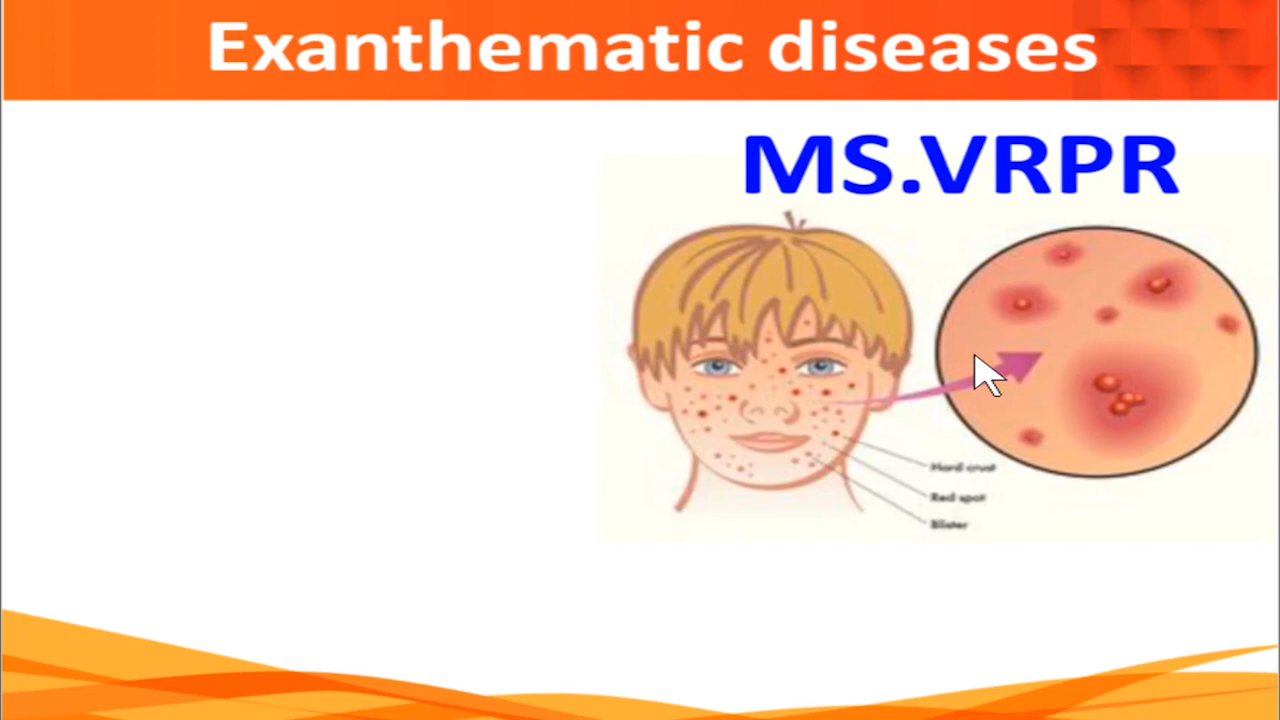 Exanthematic diseases
MS.VRPR
Hard crust
Red spot
Blister